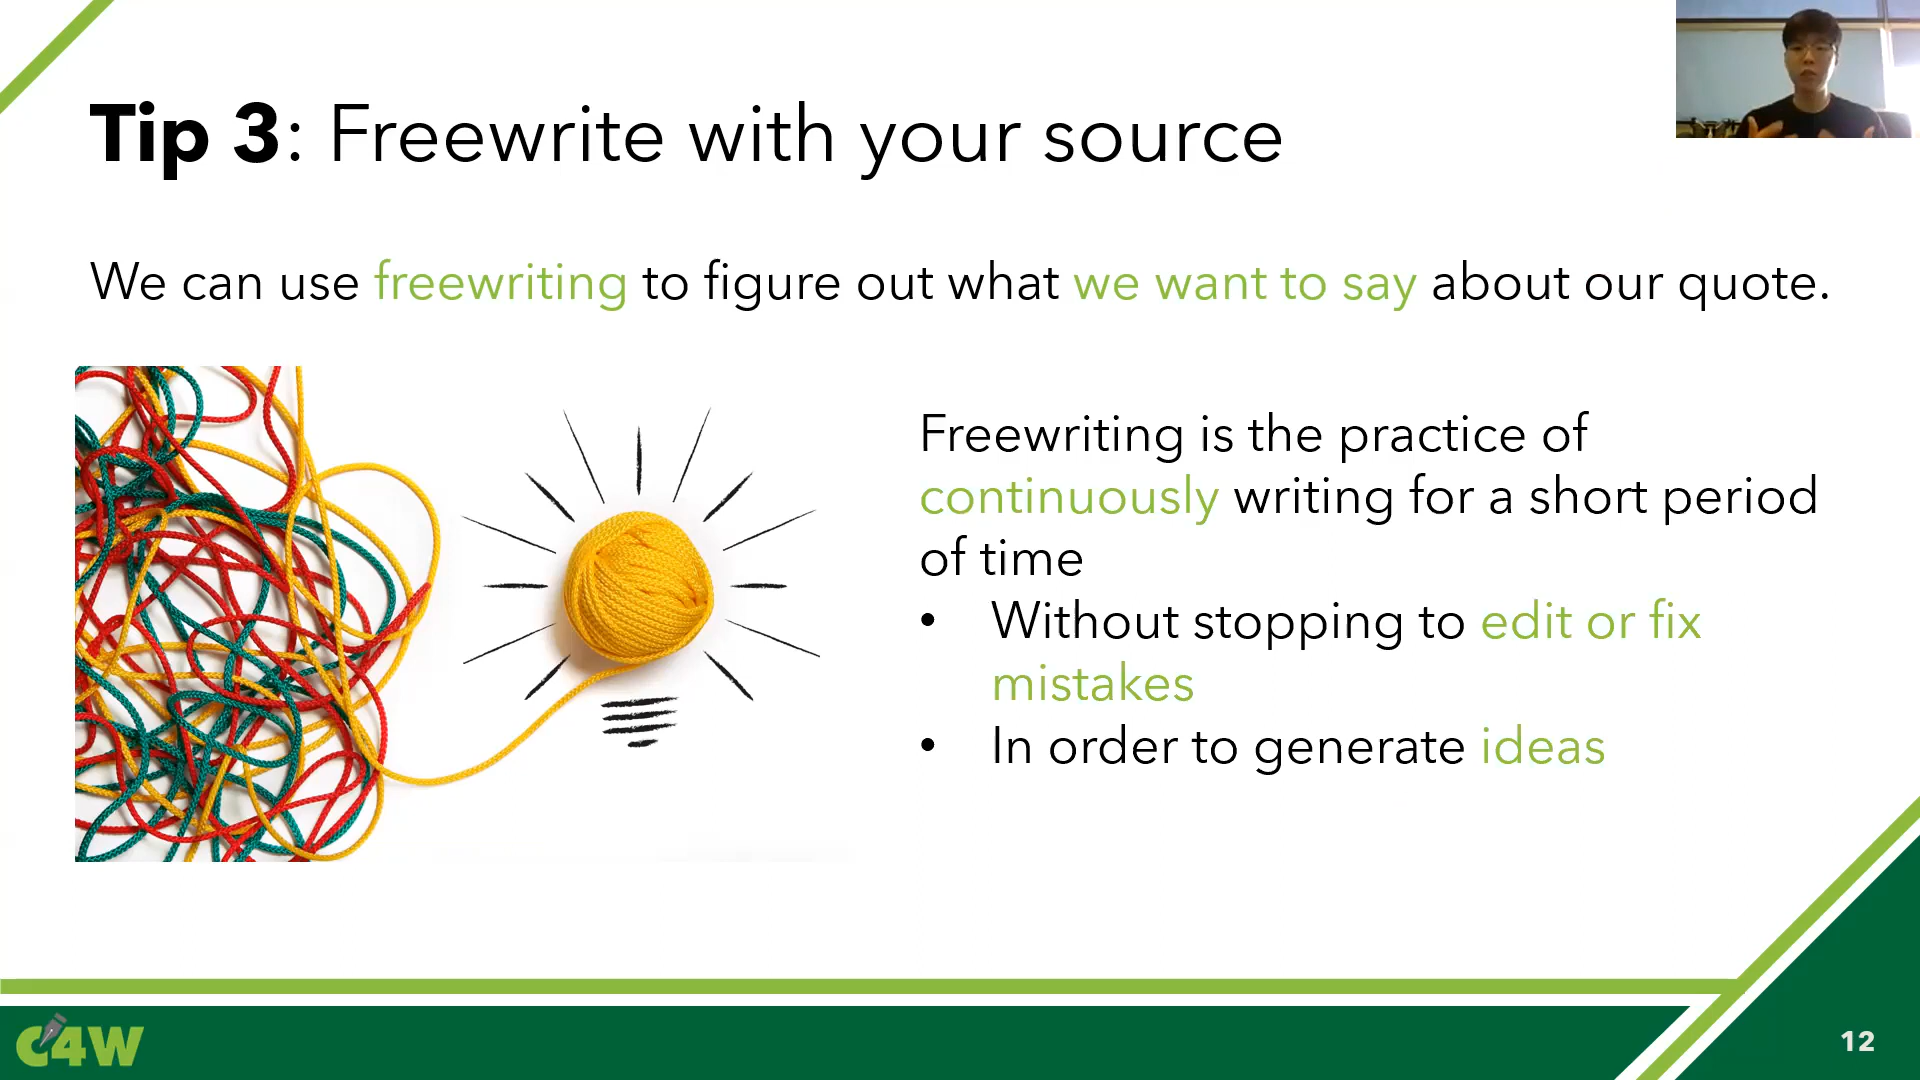 Tip 3: Freewrite with your source
We can use freewriting to figure out what we want to say about our quote.
Freewriting is the practice of
continuously writing for a short period
of time
• Without stopping to edit or fix
mistakes
• In order to generate ideas
C4W
12